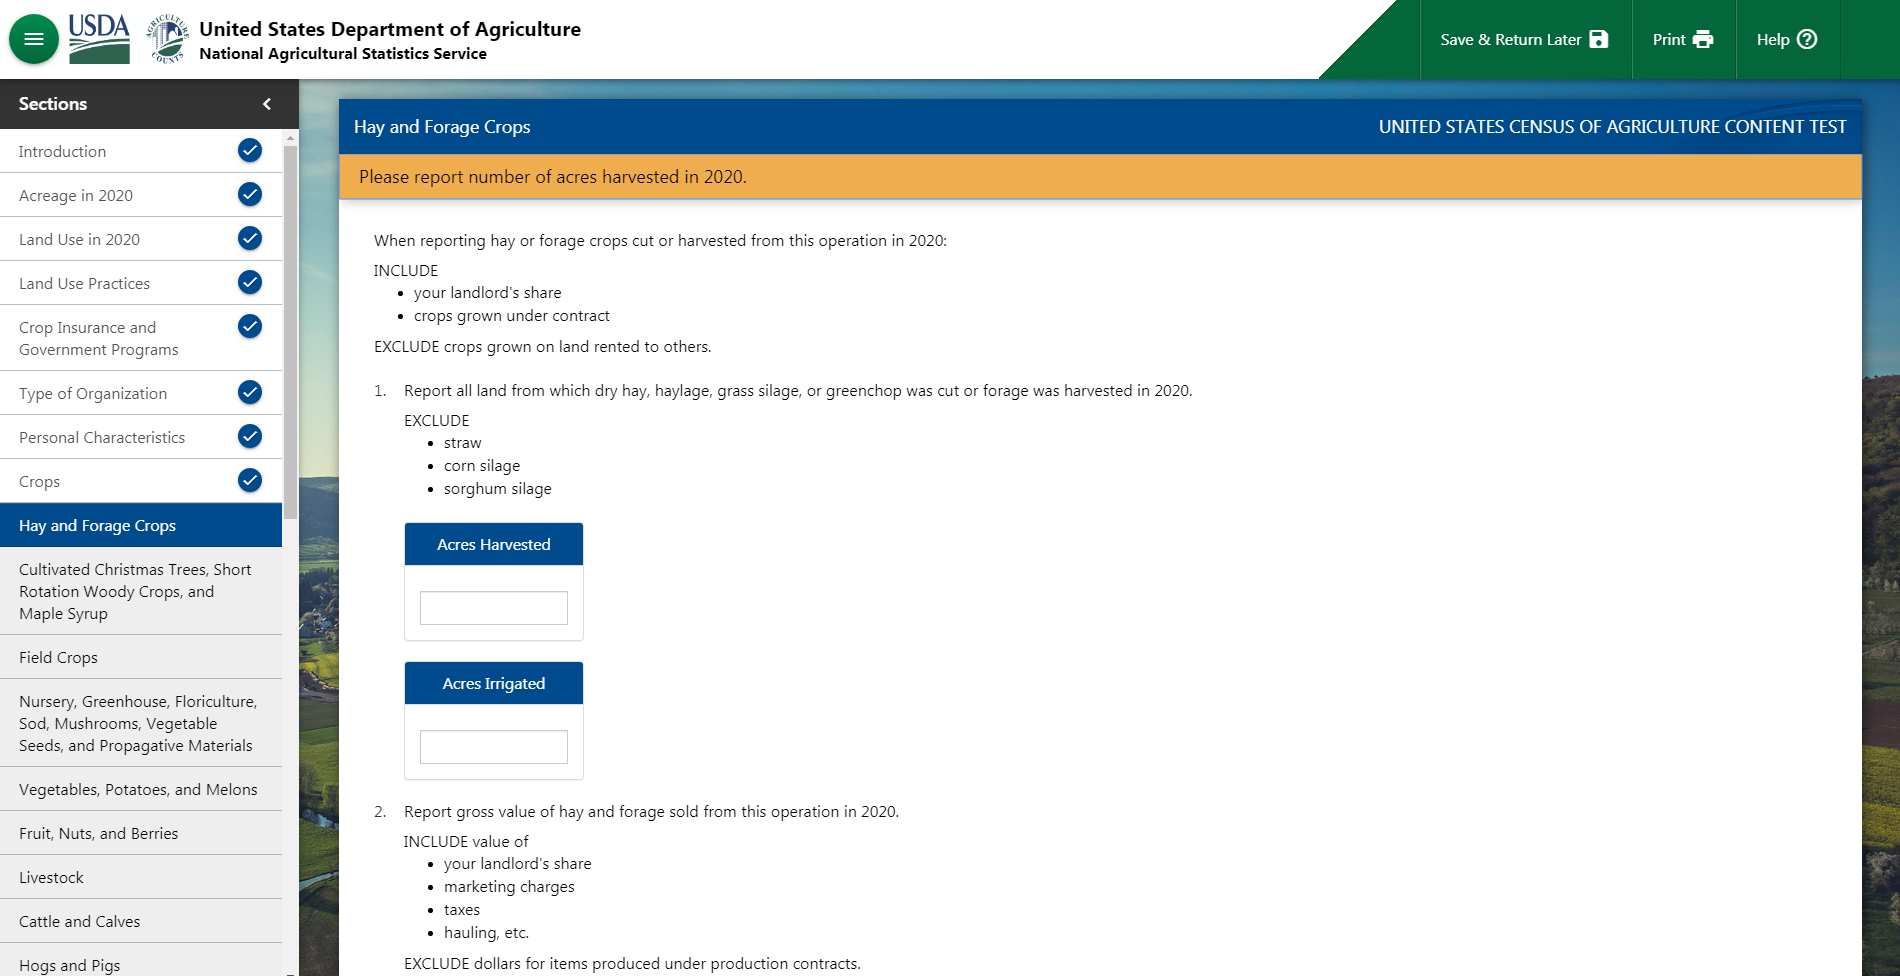 USDA
AGRICULTURE COUNTS
United States Department of Agriculture
National Agricultural Statistics Service
Save & Return Later
Print
Help
Sections
Introduction
Acreage in 2020
Land Use in 2020
Land Use Practices
Crop Insurance and
Government Programs
Type of Organization
Personal Characteristics
Crops
Hay and Forage Crops
Cultivated Christmas Trees, Short
Rotation Woody Crops, and
Maple Syrup
Field Crops
Nursery, Greenhouse, Floriculture,
Sod, Mushrooms, Vegetable
Seeds, and Propagative Materials
Vegetables, Potatoes, and Melons
Fruit, Nuts, and Berries
Livestock
Cattle and Calves
Hogs and Pigs
Hay and Forage Crops
UNITED STATES CENSUS OF AGRICULTURE CONTENT TEST
Please report number of acres harvested in 2020.
When reporting hay or forage crops cut or harvested from this operation in 2020:
INCLUDE
• your landlord's share
• crops grown under contract
EXCLUDE crops grown on land rented to others.
1. Report all land from which dry hay, haylage, grass silage, or greenchop was cut or forage was harvested in 2020.
EXCLUDE
• straw
• corn silage
• sorghum silage
Acres Harvested
Acres Irrigated
2. Report gross value of hay and forage sold from this operation in 2020.
INCLUDE value of
• your landlord's share
• marketing charges
• taxes
• hauling, etc.
EXCLUDE dollars for items produced under production contracts.